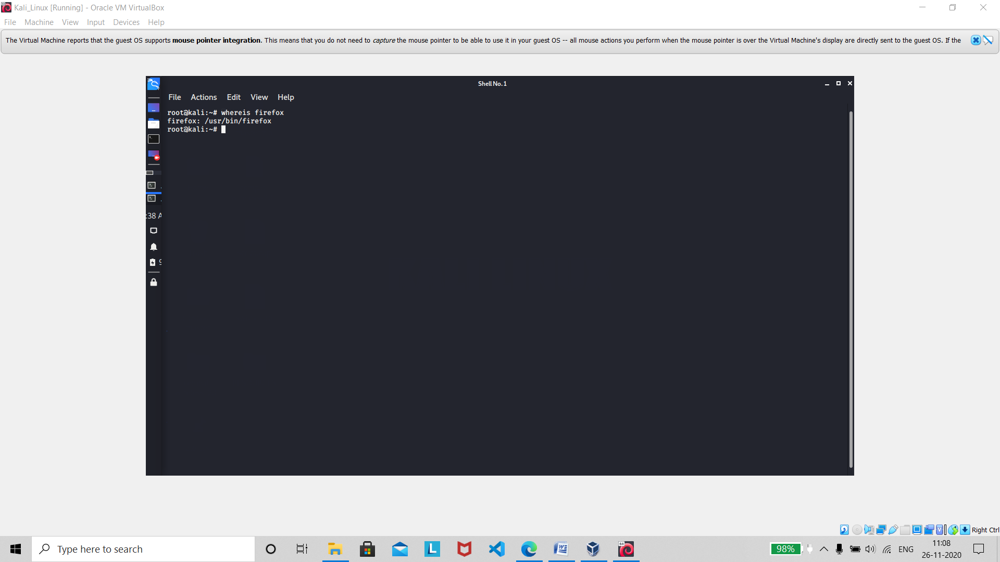 Kali_Linux [Running] - Oracle VM VirtualBox
File Machine View Input Devices Help
The Virtual Machine reports that the guest OS supports mouse pointer integration. This means that you do not need to capture the mouse pointer to be able to use it in your guest OS -- all mouse actions you perform when the mouse pointer is over the Virtual Machine's display are directly sent to the guest OS. If the
Shell No.1
File Actions Edit View Help
root@kali:~# whereis firefox
firefox: /usr/bin/firefox
root@kali:~#
:38 A
9
Right Ctrl
Type here to search
98%
ENG
11:08
26-11-2020